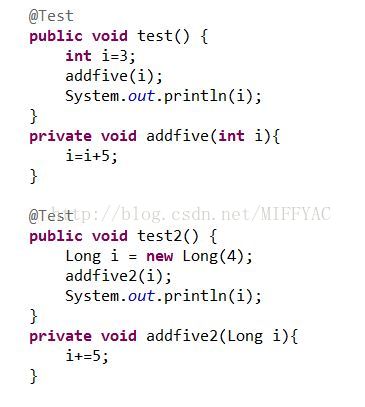 @Test
public void test() {
    int i=3;
    addfive(i);
    System.out.println(i);
}
private void addfive(int i){
    i=i+5;
}
http://blog.csdn.net/MIFFYAC
@Test
public void test2() {
    Long i = new Long(4);
    addfive2(i);
    System.out.println(i);
}
private void addfive2(Long i){
    i+=5;
}